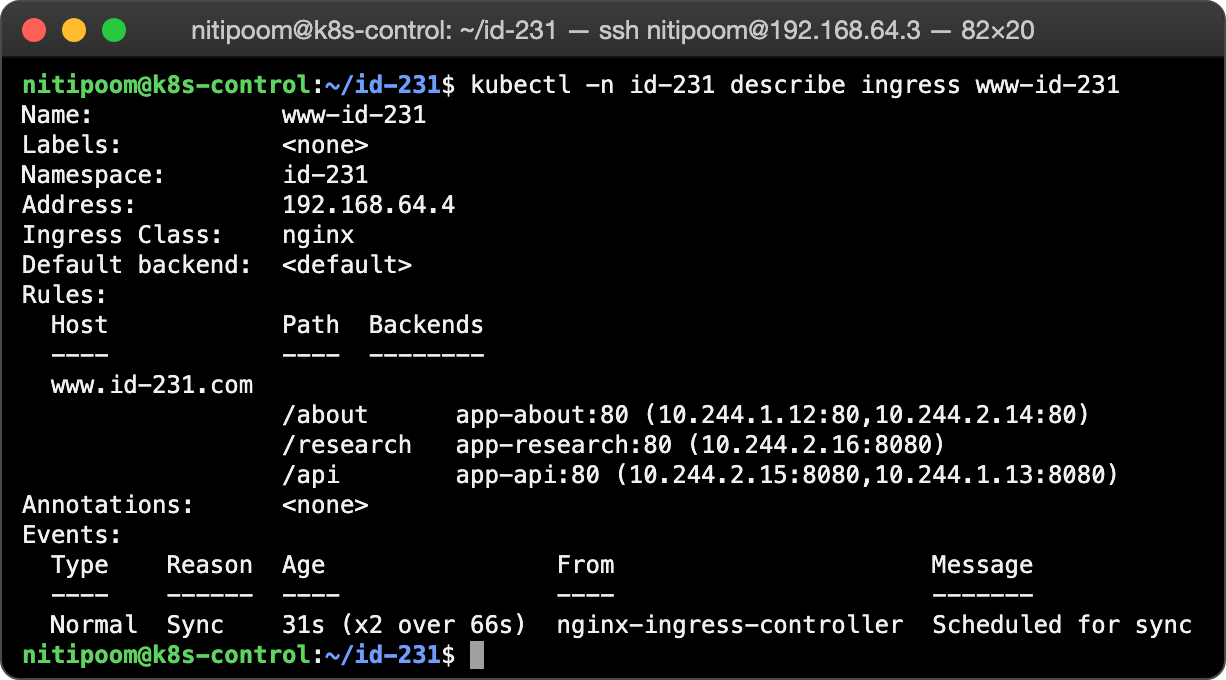 nitipoom@k8s-control: ~/id-231 — ssh nitipoom@192.168.64.3 — 82×20
nitipoom@k8s-control:~/id-231$ kubectl -n id-231 describe ingress www-id-231
Name:             www-id-231
Labels:           <none>
Namespace:        id-231
Address:          192.168.64.4
Ingress Class:    nginx
Default backend:  <default>
Rules:
  Host            Path  Backends
  ----            ----  --------
  www.id-231.com
                  /about      app-about:80 (10.244.1.12:80,10.244.2.14:80)
                  /research   app-research:80 (10.244.2.16:8080)
                  /api        app-api:80 (10.244.2.15:8080,10.244.1.13:8080)
Annotations:      <none>
Events:
  Type    Reason  Age                From                      Message
  ----    ------  ----               ----                      -------
  Normal  Sync    31s (x2 over 66s)  nginx-ingress-controller  Scheduled for sync
nitipoom@k8s-control:~/id-231$